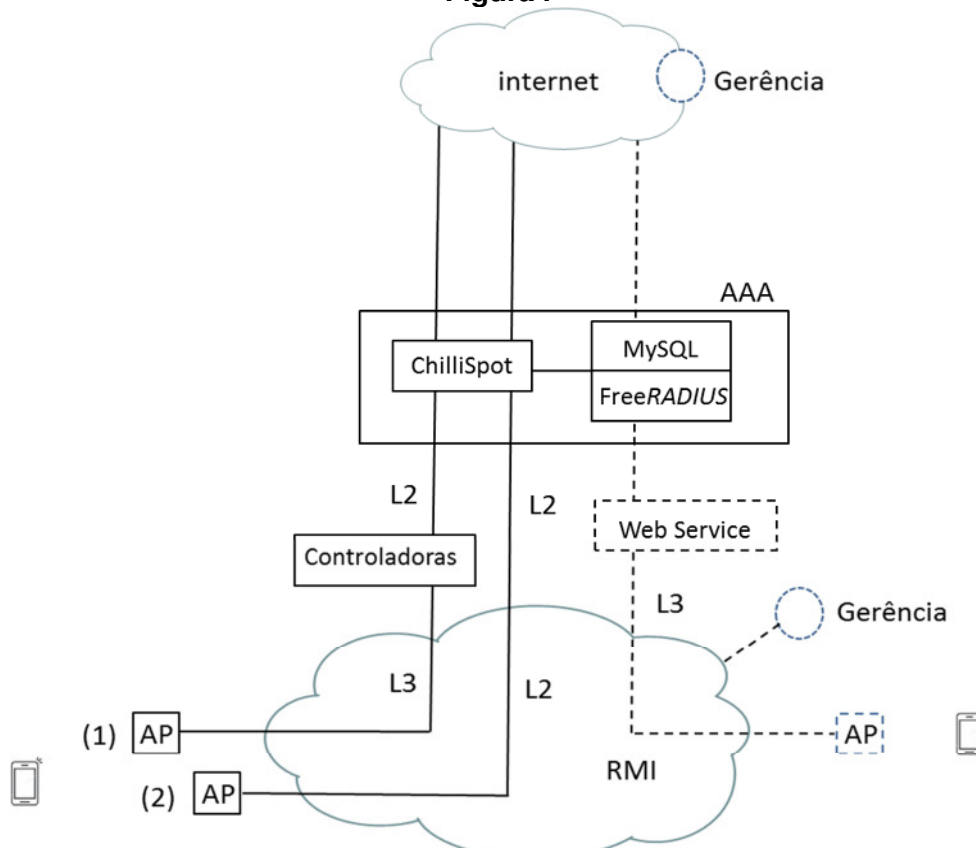 internet
Gerência
AAA
ChilliSpot
MySQL
FreeRADIUS
L2
L2
Web Service
Controladoras
L3
Gerência
L3
L2
(1) AP
AP
RMI
(2) AP